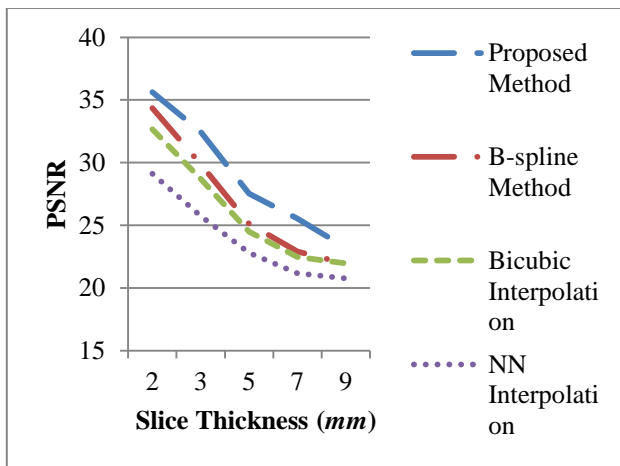 40
35
30
25
20
15
PSNR
2 3 5 7 9
Slice Thickness (mm)
Proposed
Method
B-spline
Method
Bicubic
Interpolati
on
NN
Interpolati
on